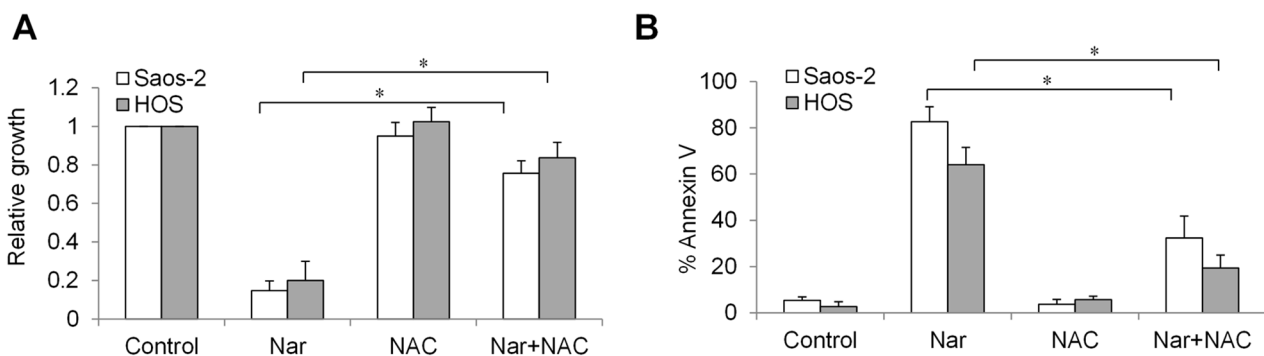 A
Saos-2
HOS
*
*
Relative growth
1.2
1
0.8
0.6
0.4
0.2
0
Control Nar NAC Nar+NAC
B
Saos-2
HOS
*
*
% Annexin V
100
80
60
40
20
0
Control Nar NAC Nar+NAC